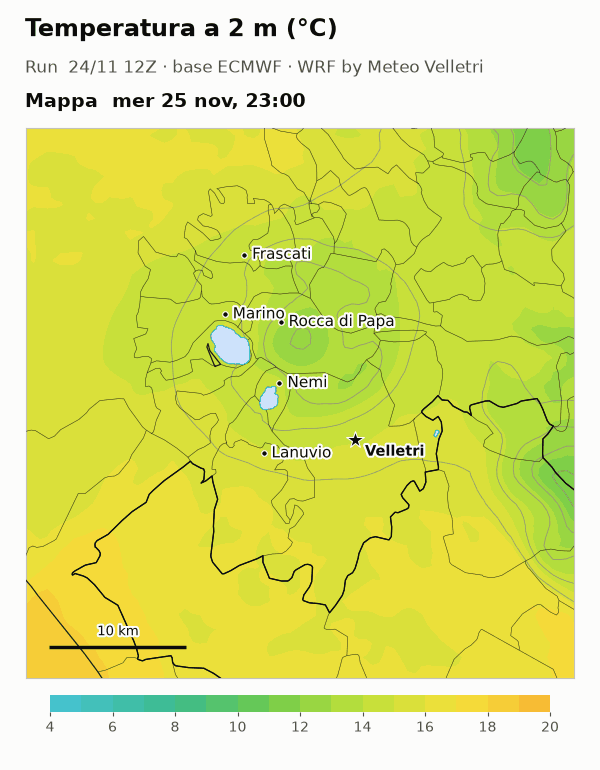 Temperatura a 2 m (°C)
Run  24/11 12Z · base ECMWF · WRF by Meteo Velletri
Mappa  mer 25 nov, 23:00
Frascati
Marino
Rocca di Papa
Nemi
Velletri
Lanuvio
10 km
4 6 8 10 12 14 16 18 20